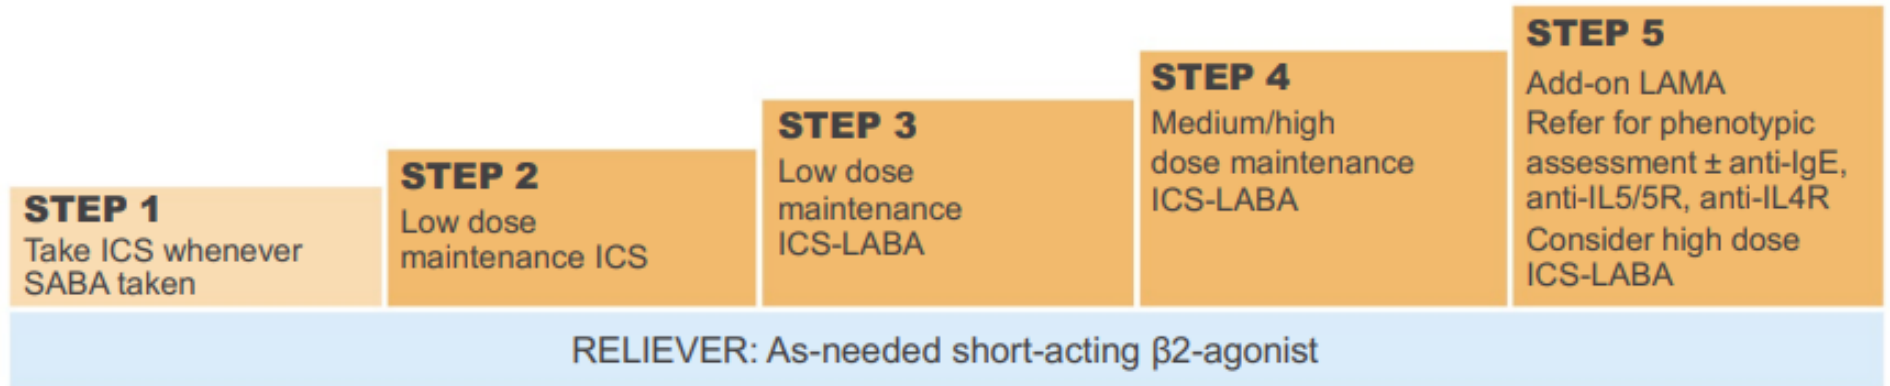 STEP 1
Take ICS whenever
SABA taken
STEP 2
Low dose
maintenance ICS
STEP 3
Low dose
maintenance
ICS-LABA
STEP 4
Medium/high
dose maintenance
ICS-LABA
STEP 5
Add-on LAMA
Refer for phenotypic
assessment ± anti-IgE,
anti-IL5/5R, anti-IL4R
Consider high dose
ICS-LABA
RELIEVER: As-needed short-acting β2-agonist